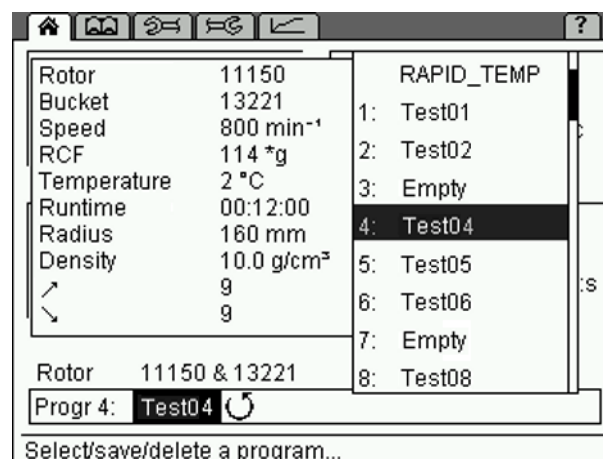 ?
Rotor 11150
Bucket 13221
Speed 800 min⁻¹
RCF 114 *g
Temperature 2 °C
Runtime 00:12:00
Radius 160 mm
Density 10.0 g/cm³
↗ 9
↘ 9
RAPID_TEMP
1: Test01
2: Test02
3: Empty
4: Test04
5: Test05
6: Test06
7: Empty
8: Test08
:s
Rotor 11150 & 13221
Progr 4: Test04
Select/save/delete a program...